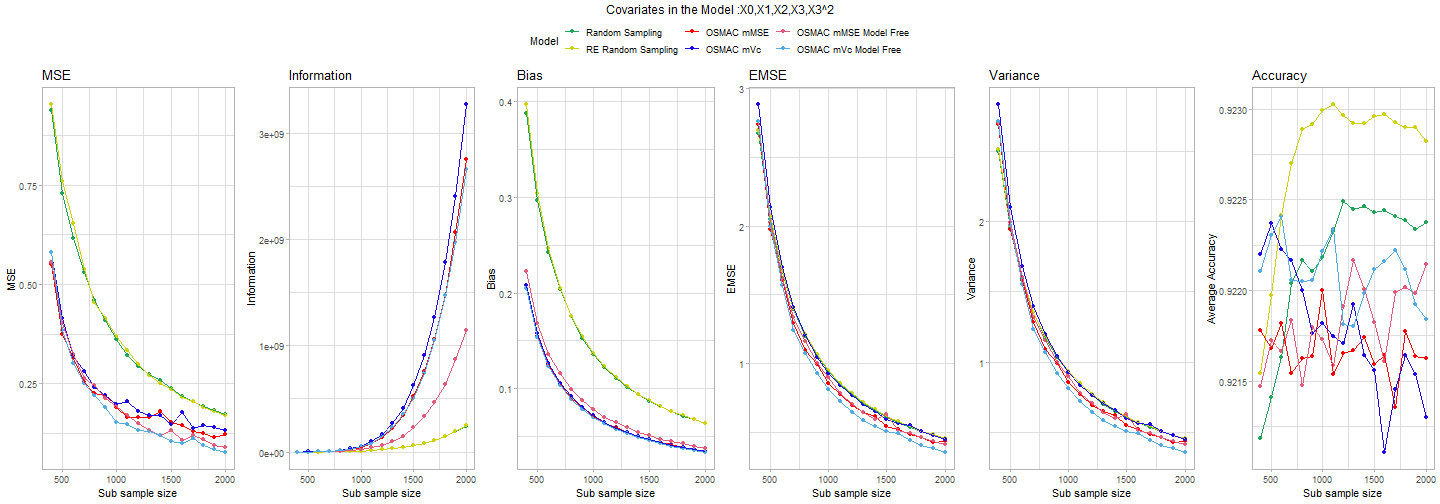 Covariates in the Model :X0,X1,X2,X3,X3^2
Model
Random Sampling
OSMAC mMSE
OSMAC mMSE Model Free
RE Random Sampling
OSMAC mVc
OSMAC mVc Model Free
MSE
MSE
0.75
0.50
0.25
500 1000 1500 2000
Sub sample size
Information
Information
3e+09
2e+09
1e+09
0e+00
500 1000 1500 2000
Sub sample size
Bias
Bias
0.4
0.3
0.2
0.1
500 1000 1500 2000
Sub sample size
EMSE
EMSE
3
2
1
500 1000 1500 2000
Sub sample size
Variance
Variance
2
1
500 1000 1500 2000
Sub sample size
Accuracy
Average Accuracy
0.9230
0.9225
0.9220
0.9215
500 1000 1500 2000
Sub sample size